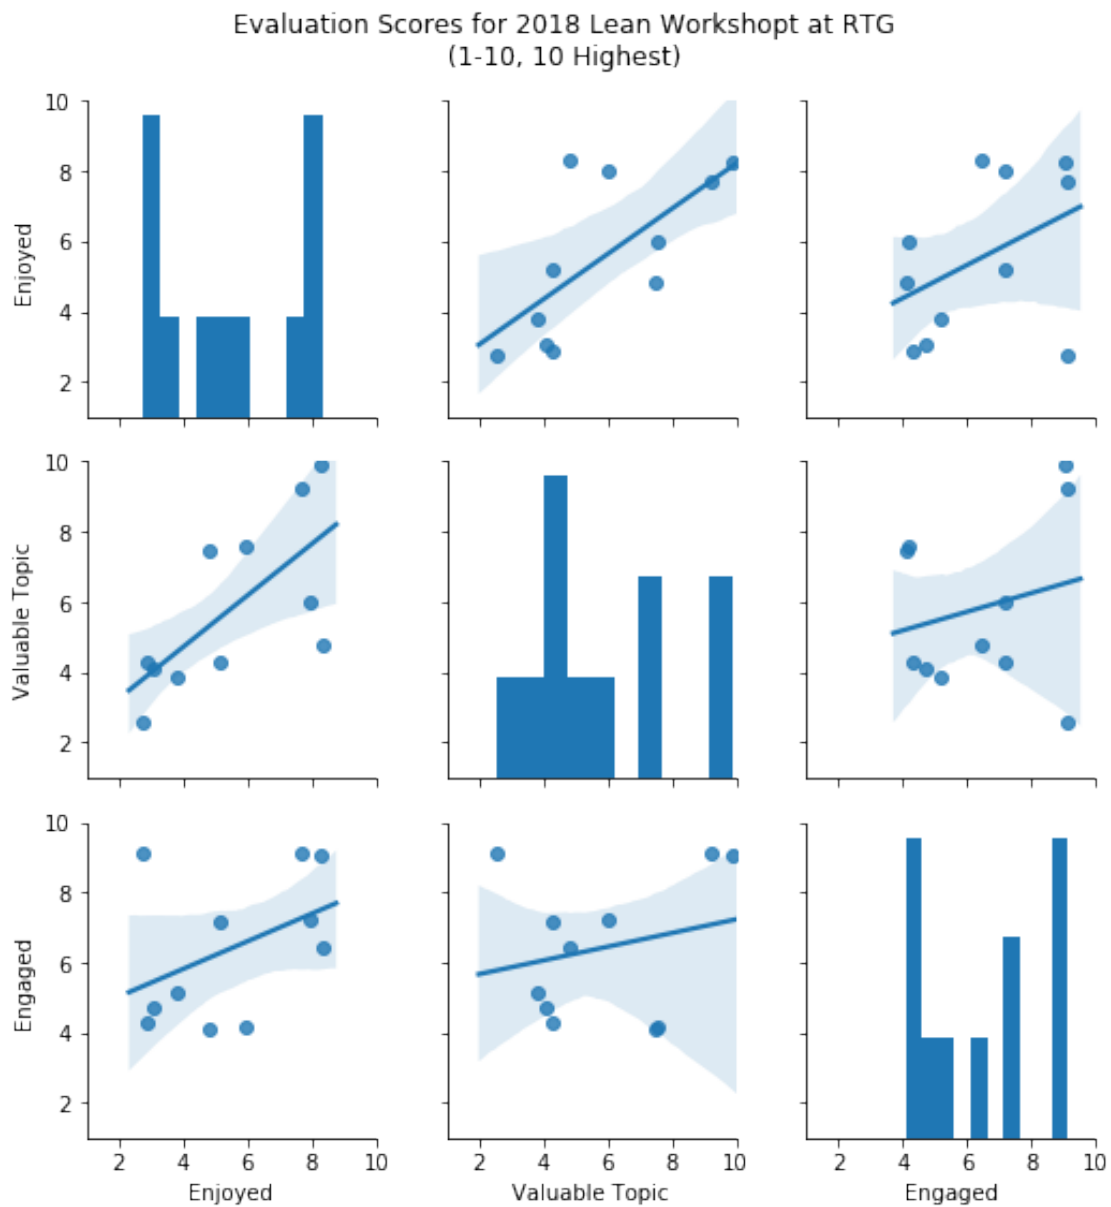 Evaluation Scores for 2018 Lean Workshopt at RTG
(1-10, 10 Highest)
10
8
6
4
2
Enjoyed
10
8
6
4
2
Valuable Topic
10
8
6
4
2
Engaged
2 4 6 8 10 2 4 6 8 10 2 4 6 8 10
Enjoyed Valuable Topic Engaged